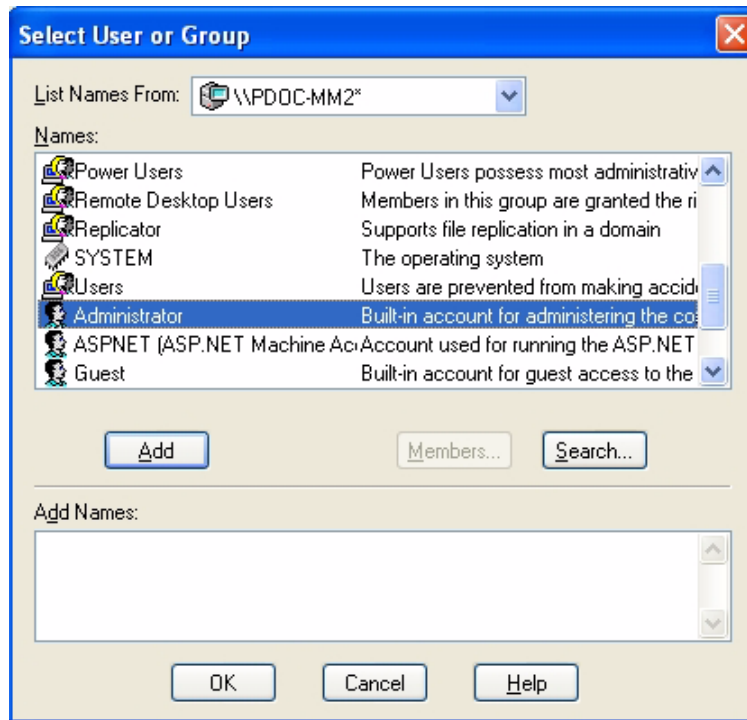 Select User or Group
List Names From: \\PDOC-MM2*
Names:
Power Users Power Users possess most administrativ
Remote Desktop Users Members in this group are granted the ri
Replicator Supports file replication in a domain
SYSTEM The operating system
Users Users are prevented from making accid
Administrator Built-in account for administering the co
ASPNET (ASP.NET Machine Ac Account used for running the ASP.NET
Guest Built-in account for guest access to the
Add Members... Search...
Add Names:
OK Cancel Help